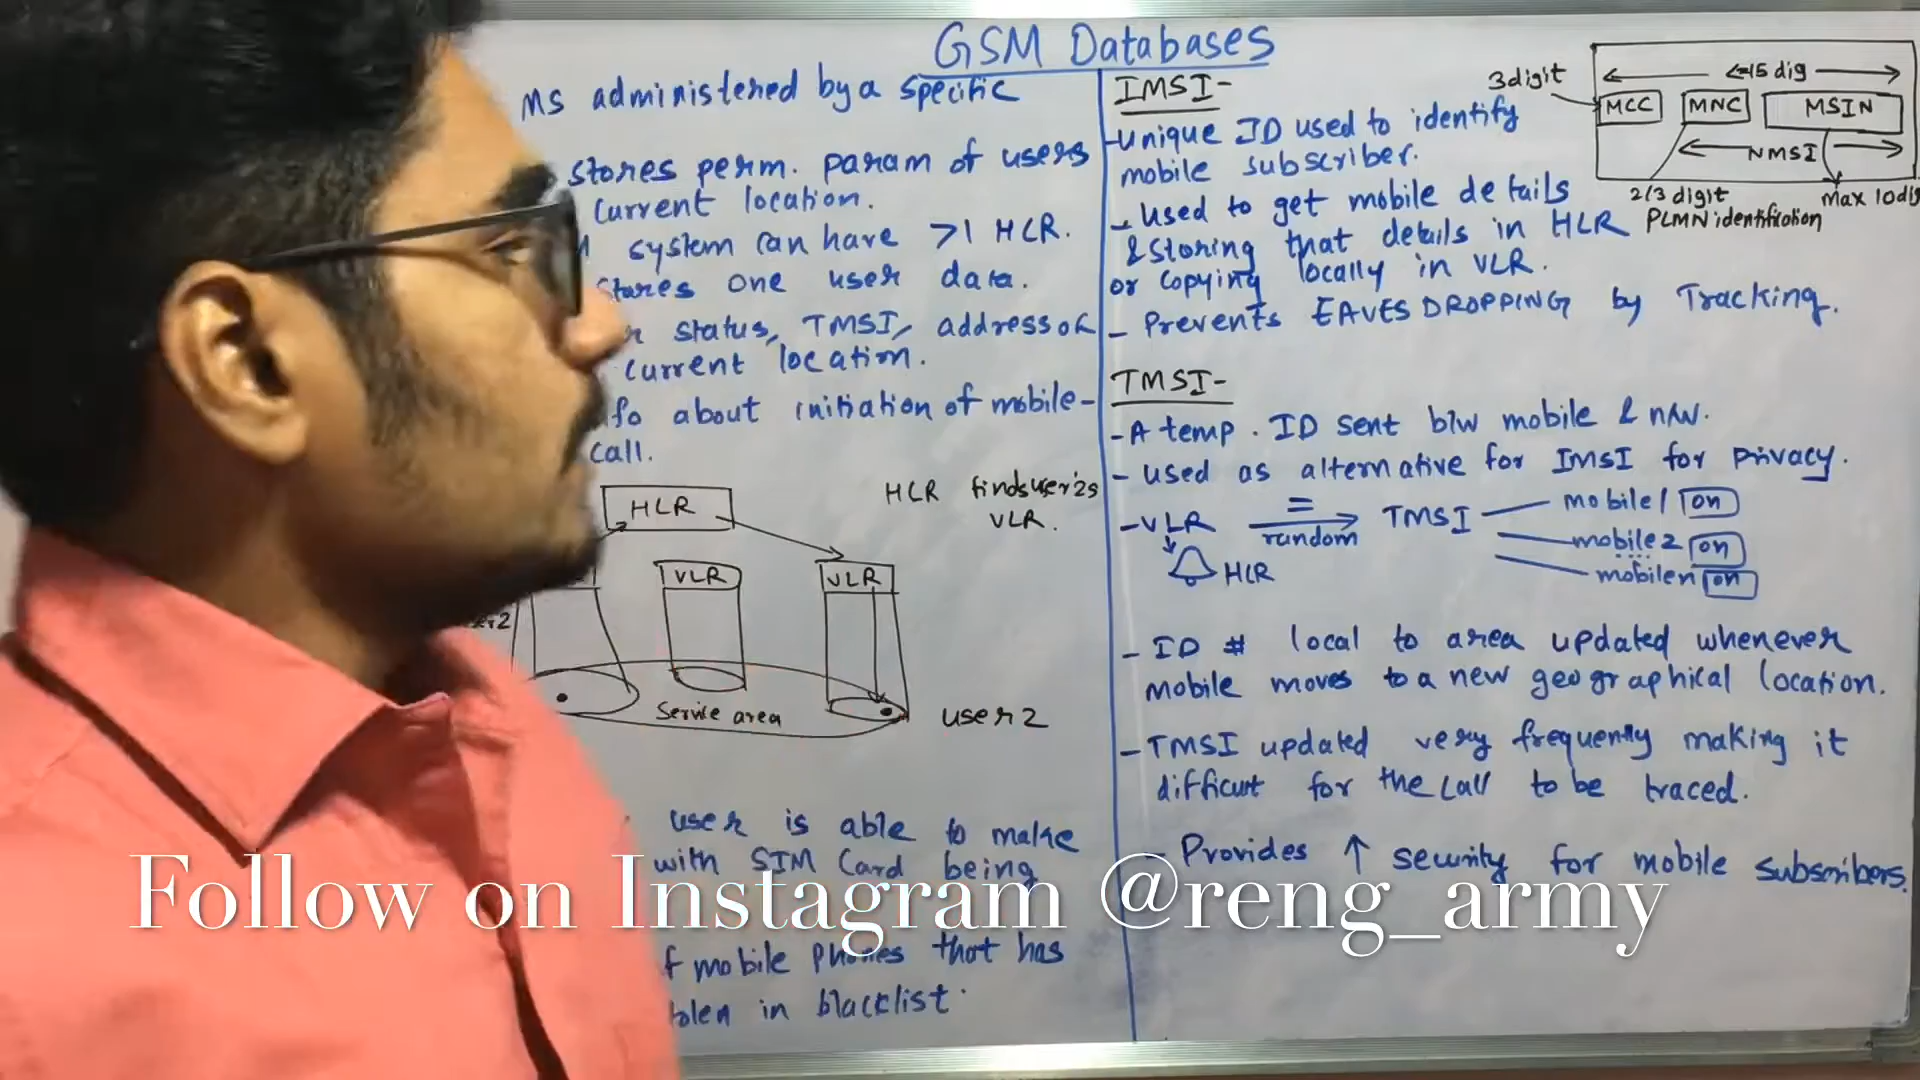 GSM Databases
MS administered by a specific
stores perm. param of users
current location.
system can have >1 HLR.
stores one user data.
status, TMSI, address of
current location.
about initiation of mobile-
call.
HLR
HLR finds user2s
VLR.
VLR
VLR
Service area
user 2
user is able to make
with SIM Card being
f mobile Phones that has
tolen in blacklist.
IMSI-
-Unique ID used to identify
mobile subscriber.
- Used to get mobile details
& storing that details in HLR
or copying locally in VLR.
- Prevents EAVESDROPPING by Tracking.
3 digit
<=15 dig
MCC
MNC
MSIN
NMSI
2/3 digit
PLMN identification
max 10 dig
TMSI-
-A temp. ID sent b/w mobile & n/w.
- used as alternative for IMSI for privacy.
-VLR = random TMSI
HLR
mobile 1 on
mobile 2 on
mobile n on
- ID # local to area updated whenever
mobile moves to a new geographical location.
- TMSI updated very frequently making it
difficult for the call to be traced.
- Provides ↑ security for mobile subscribers.
Follow on Instagram @reng_army